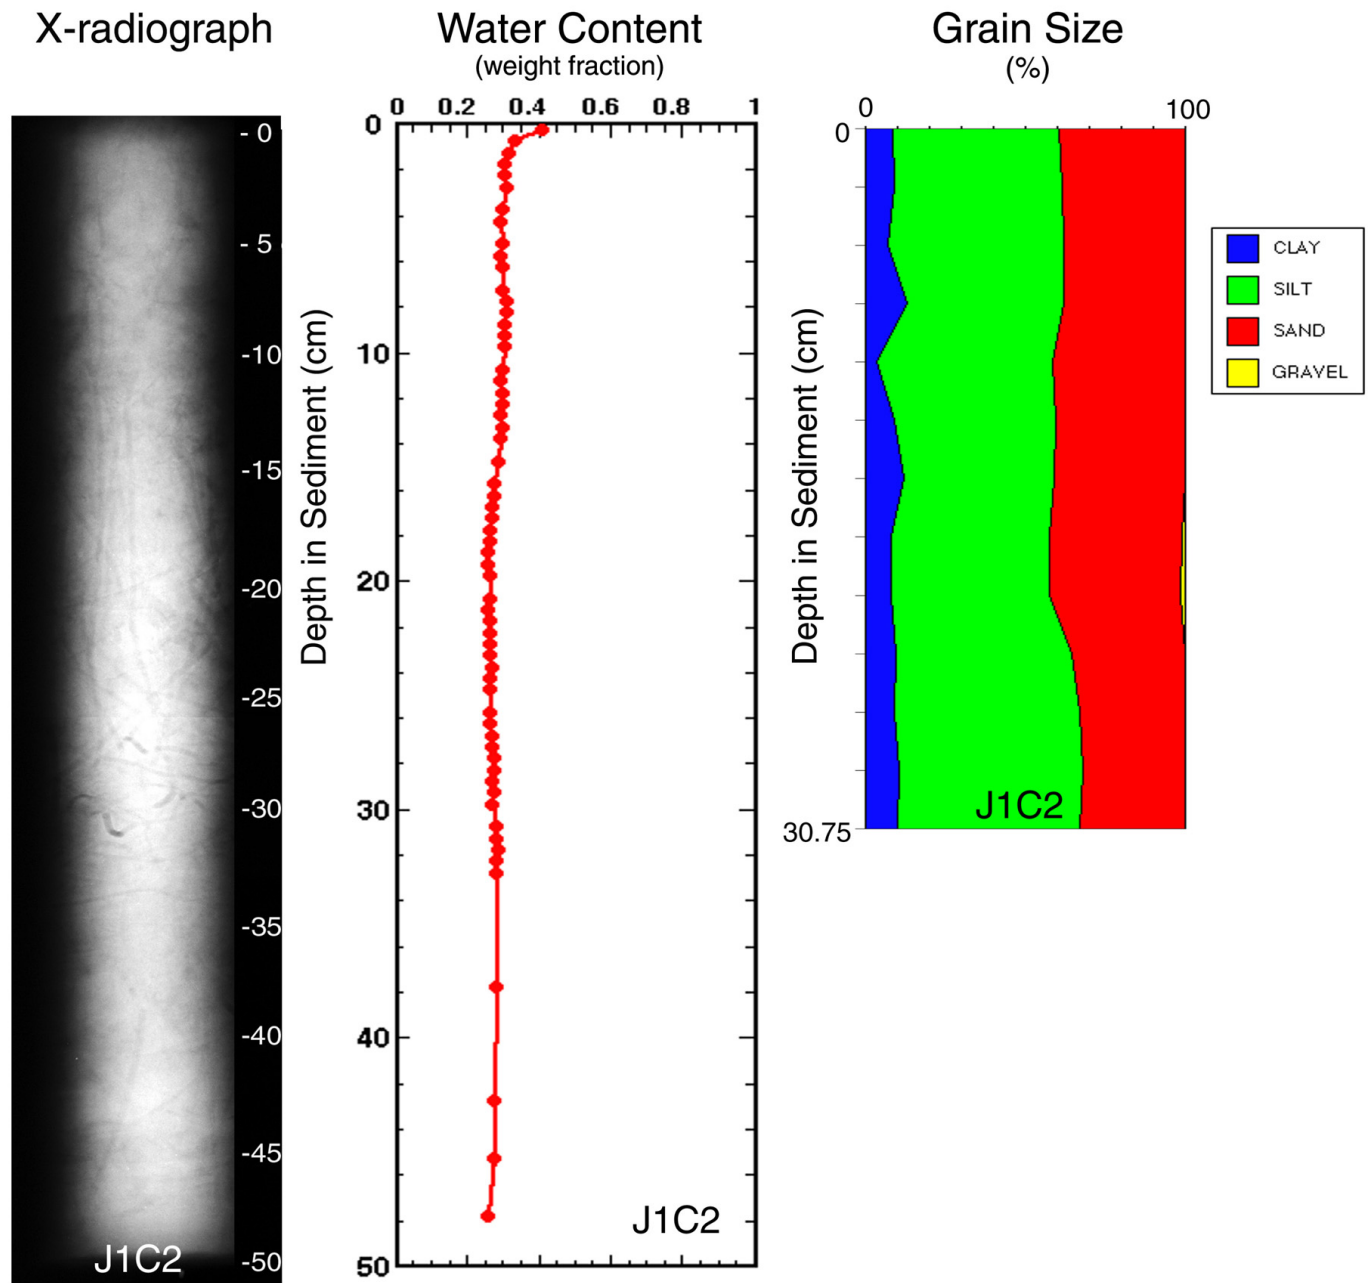 X-radiograph
- 0
- 5
-10
-15
-20
-25
-30
-35
-40
-45
-50
J1C2
Water Content
(weight fraction)
0 0.2 0.4 0.6 0.8 1
Depth in Sediment (cm)
0
10
20
30
40
50
J1C2
Grain Size
(%)
0 100
Depth in Sediment (cm)
0
30.75
J1C2
CLAY
SILT
SAND
GRAVEL